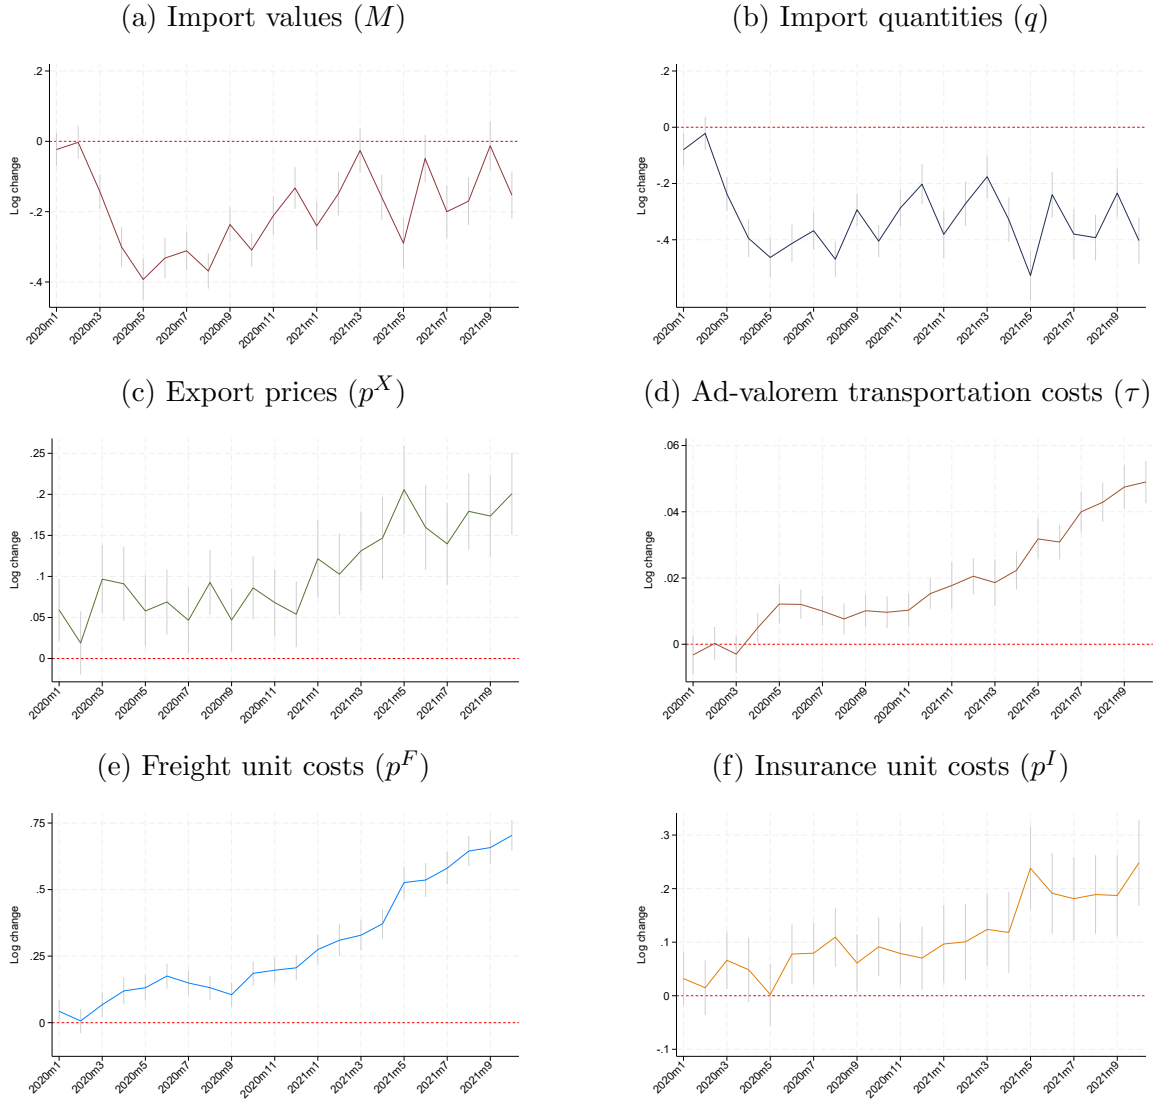 (a) Import values (M)
Log change
.2
0
-.2
-.4
2020m1 2020m3 2020m5 2020m7 2020m9 2020m11 2021m1 2021m3 2021m5 2021m7 2021m9
(b) Import quantities (q)
Log change
.2
0
-.2
-.4
2020m1 2020m3 2020m5 2020m7 2020m9 2020m11 2021m1 2021m3 2021m5 2021m7 2021m9
(c) Export prices (p^X)
Log change
.25
.2
.15
.1
.05
0
2020m1 2020m3 2020m5 2020m7 2020m9 2020m11 2021m1 2021m3 2021m5 2021m7 2021m9
(d) Ad-valorem transportation costs (τ)
Log change
.06
.04
.02
0
2020m1 2020m3 2020m5 2020m7 2020m9 2020m11 2021m1 2021m3 2021m5 2021m7 2021m9
(e) Freight unit costs (p^F)
Log change
.75
.5
.25
0
2020m1 2020m3 2020m5 2020m7 2020m9 2020m11 2021m1 2021m3 2021m5 2021m7 2021m9
(f) Insurance unit costs (p^I)
Log change
.3
.2
.1
0
-.1
2020m1 2020m3 2020m5 2020m7 2020m9 2020m11 2021m1 2021m3 2021m5 2021m7 2021m9